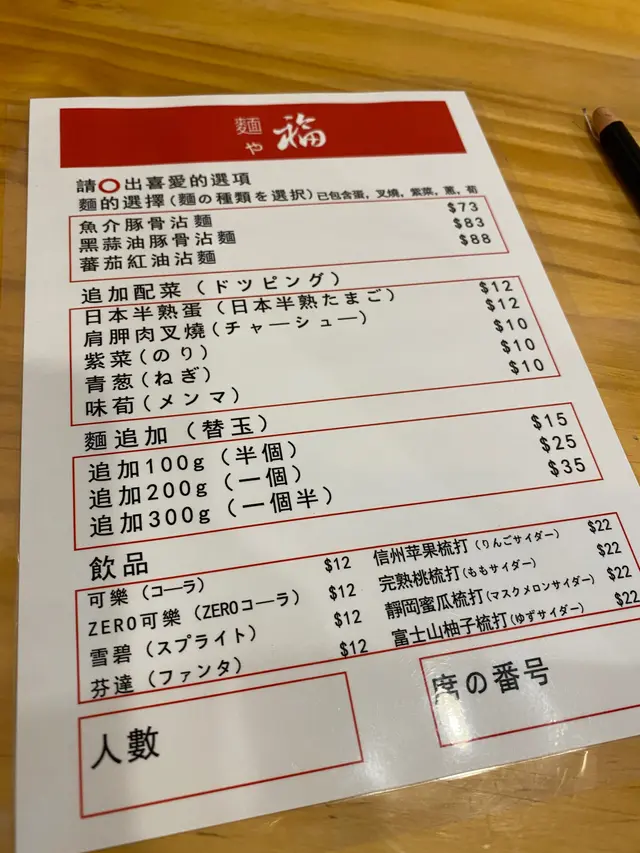 麵や 福
請〇出喜愛的選項
麵的選擇(麵の種類を選択)已包含蛋,叉燒,紫菜,蔥,筍
魚介豚骨沾麵 $73
黑蒜油豚骨沾麵 $83
蕃茄紅油沾麵 $88
追加配菜(ドツピング)
日本半熟蛋(日本半熟たまご) $12
肩胛肉叉燒(チャーシュー) $12
紫菜(のり) $10
青葱(ねぎ) $10
味荀(メンマ) $10
麵追加(替玉)
追加100g(半個) $15
追加200g(一個) $25
追加300g(一個半) $35
飲品
可樂(コーラ) $12 信州苹果梳打(りんごサイダー) $22
ZERO可樂(ZEROコーラ) $12 完熟桃梳打(ももサイダー) $22
雪碧(スプライト) $12 靜岡蜜瓜梳打(マスクメロンサイダー) $22
芬達(ファンタ) $12 富士山柚子梳打(ゆずサイダー) $22
人數 席の番号